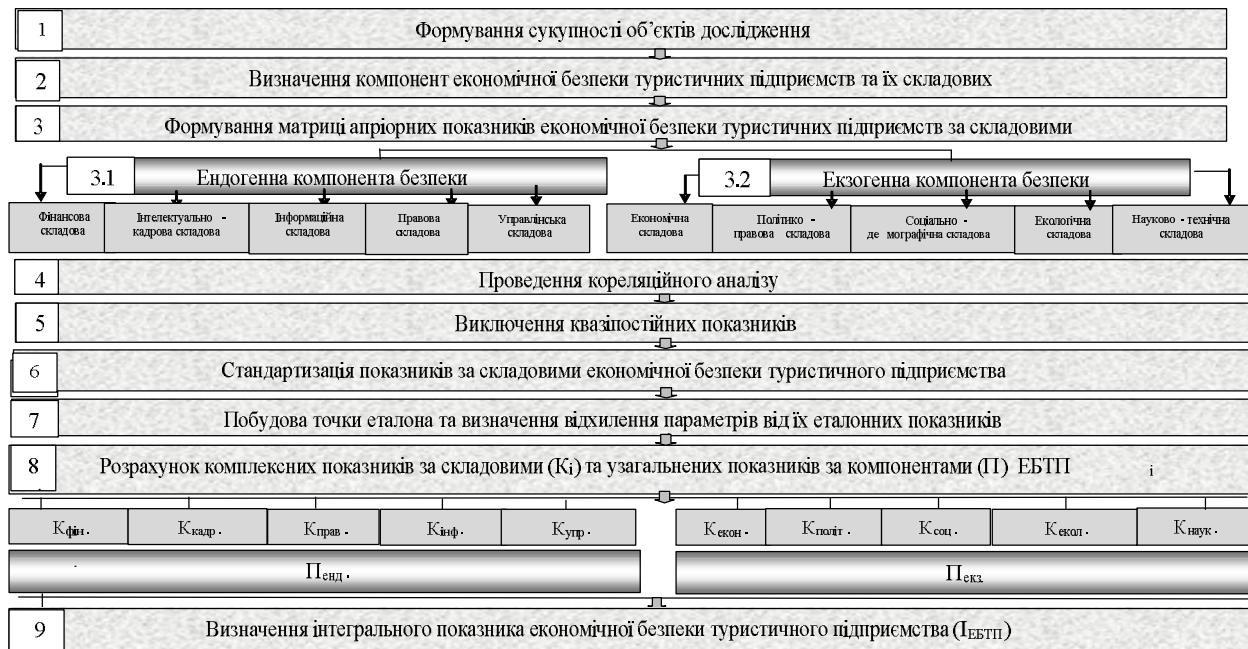 1 Формування сукупності об’єктів дослідження
2 Визначення компонент економічної безпеки туристичних підприємств та їх складових
3 Формування матриці апріорних показників економічної безпеки туристичних підприємств за складовими
3.1 Ендогенна компонента безпеки
3.2 Екзогенна компонента безпеки
Фінансова складова
Інтелектуально - кадрова складова
Інформаційна складова
Правова складова
Управлінська складова
Економічна складова
Політико - правова складова
Соціально - де мографічна складова
Екологічна складова
Науково - технічна складова
4 Проведення кореляційного аналізу
5 Виключення квазіпостійних показників
6 Стандартизація показників за складовими економічної безпеки туристичного підприємства
7 Побудова точки еталона та визначення відхилення параметрів від їх еталонних показників
8 Розрахунок комплексних показників за складовими (Кі) та узагальнених показників за компонентами (П) ЕБТП і
Кфін. Ккадр. Кправ. Кінф. Купр. Кекон. Кполіт. Ксоц. Кекол. Кнаук.
Пенд. Пекз.
9 Визначення інтегрального показника економічної безпеки туристичного підприємства (ІЕБТП)